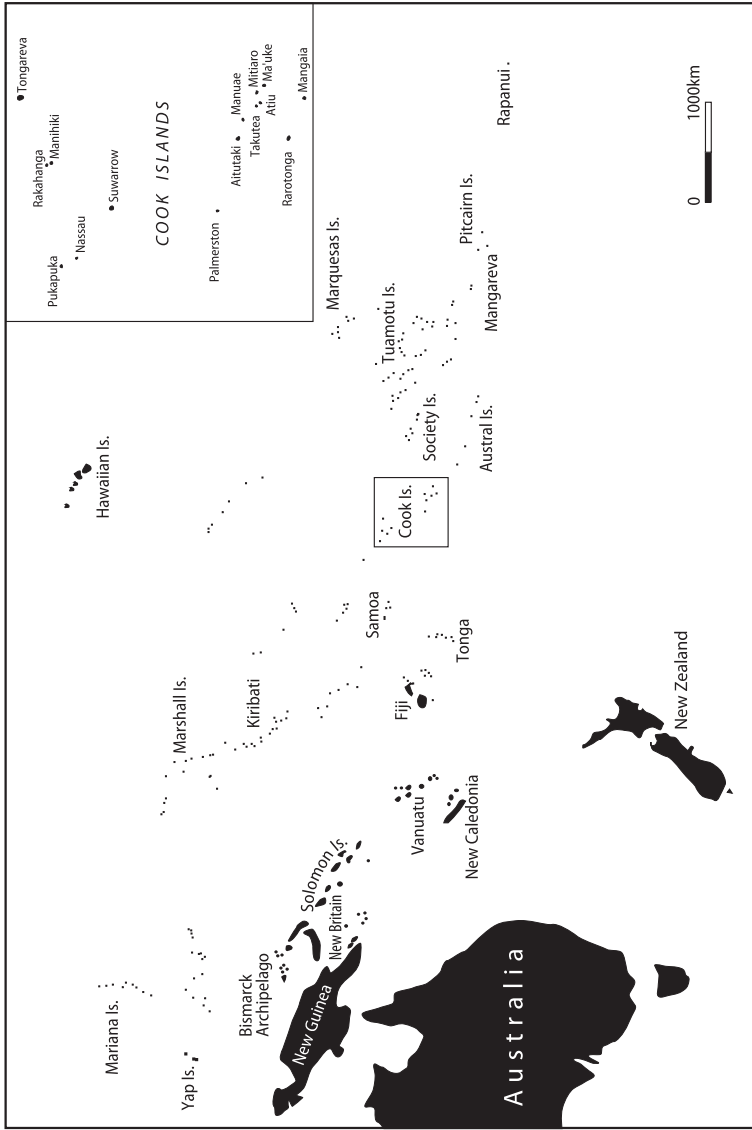 Mariana Is.
Yap Is.
Bismarck
Archipelago
New Guinea
New Britain
Solomon Is.
Marshall Is.
Kiribati
Hawaiian Is.
Vanuatu
New Caledonia
Fiji
Tonga
Samoa
Cook Is.
Society Is.
Austral Is.
Tuamotu Is.
Marquesas Is.
Mangareva
Pitcairn Is.
Rapanui
Australia
New Zealand
0
1000km
Pukapuka
Nassau
Rakahanga
Manihiki
Tongareva
Suwarrow
COOK ISLANDS
Palmerston
Aitutaki
Manuae
Takutea
Mitiaro
Ma'uke
Atiu
Rarotonga
Mangaia